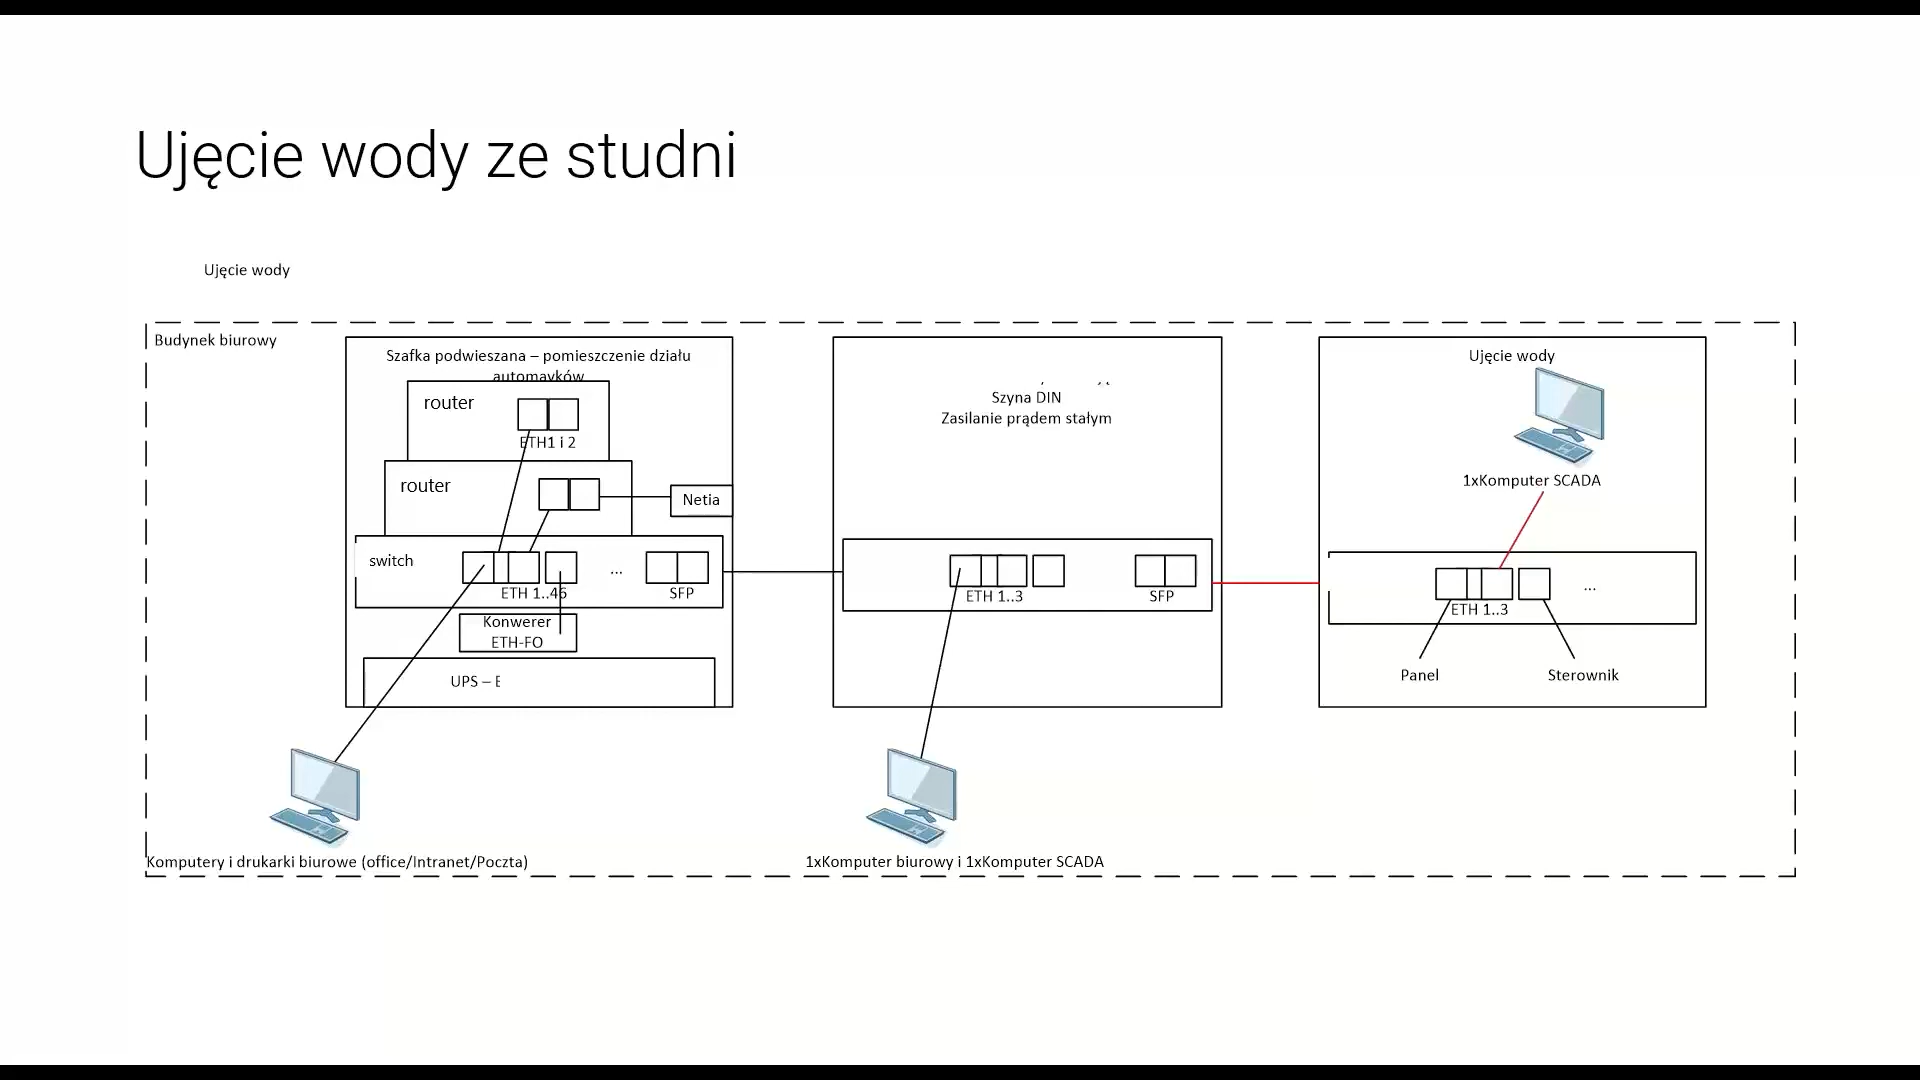 Ujęcie wody ze studni
Ujęcie wody
Budynek biurowy
Szafka podwieszana – pomieszczenie działu
automavków
router
ETH1 i 2
router
Netia
switch
...
ETH 1..46
SFP
Konwerer
ETH-FO
UPS –
Szyna DIN
Zasilanie prądem stałym
ETH 1..3
SFP
Ujęcie wody
1xKomputer SCADA
...
ETH 1..3
Panel
Sterownik
Komputery i drukarki biurowe (office/Intranet/Poczta)
1xKomputer biurowy i 1xKomputer SCADA